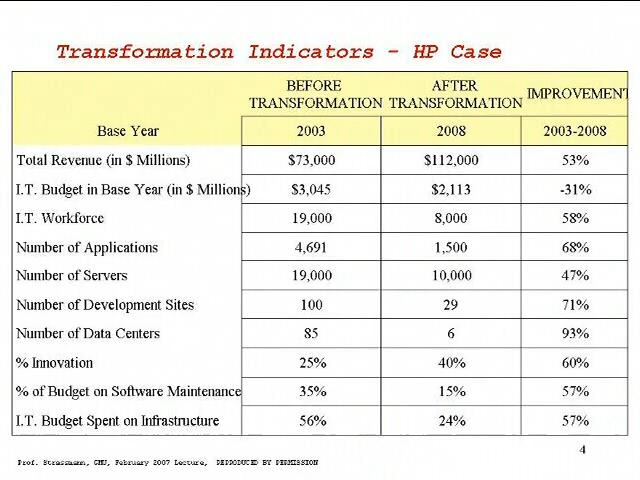 Transformation Indicators - HP Case
BEFORE TRANSFORMATION AFTER TRANSFORMATION IMPROVEMENT
Base Year 2003 2008 2003-2008
Total Revenue (in $ Millions) $73,000 $112,000 53%
I.T. Budget in Base Year (in $ Millions) $3,045 $2,113 -31%
I.T. Workforce 19,000 8,000 58%
Number of Applications 4,691 1,500 68%
Number of Servers 19,000 10,000 47%
Number of Development Sites 100 29 71%
Number of Data Centers 85 6 93%
% Innovation 25% 40% 60%
% of Budget on Software Maintenance 35% 15% 57%
I.T. Budget Spent on Infrastructure 56% 24% 57%
4
Prof. Strassmann, GMU, February 2007 Lecture, REPRODUCED BY PERMISSION